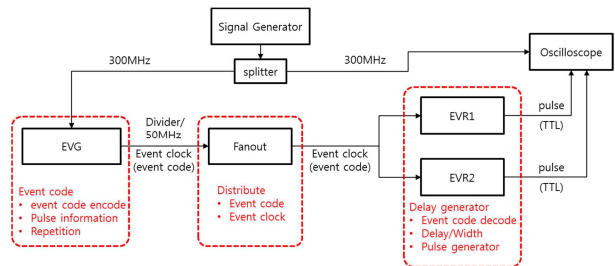 Signal Generator
Oscilloscope
300MHz
splitter
300MHz
Divider/
50MHz
EVG
Fanout
Event clock
(event code)
Event clock
(event code)
EVR1
pulse
(TTL)
EVR2
pulse
(TTL)
Event code
• event code encode
• Pulse information
• Repetition
Distribute
• Event code
• Event clock
Delay generator
• Event code decode
• Delay/Width
• Pulse generator